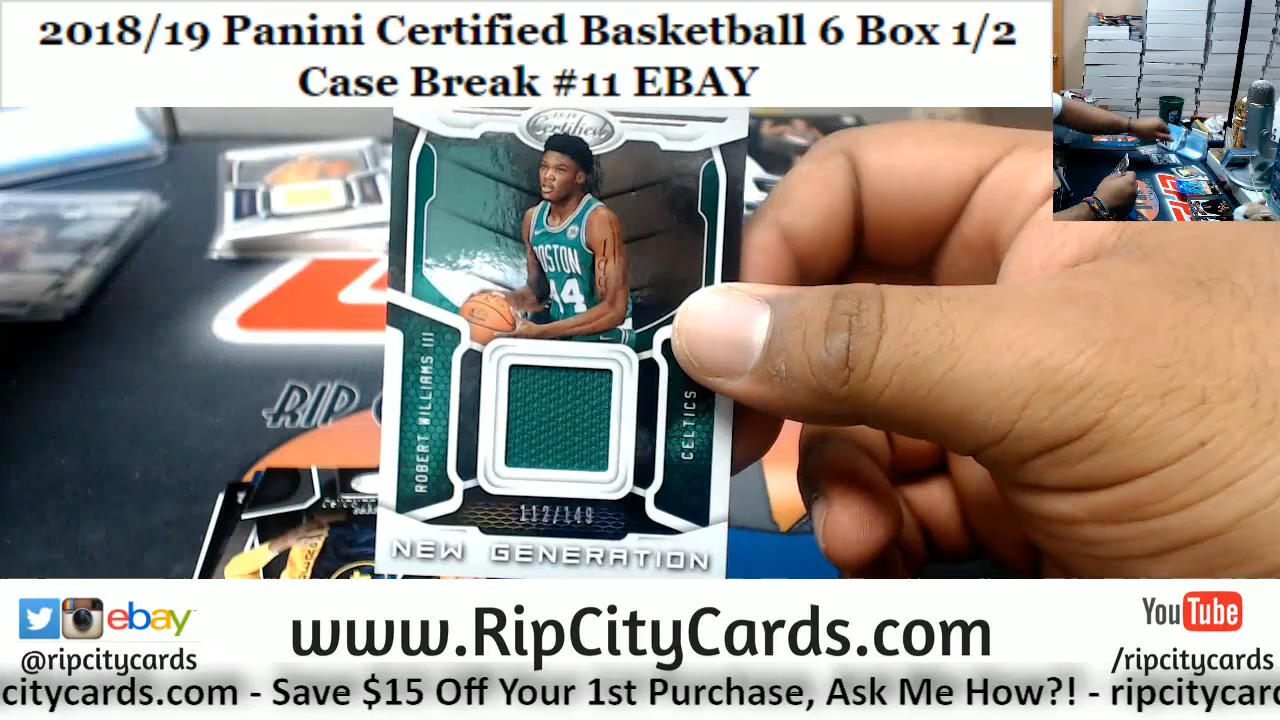 2018/19 Panini Certified Basketball 6 Box 1/2
Case Break #11 EBAY
Certified
BOSTON
44
ROBERT WILLIAMS III
CELTICS
112/149
NEW GENERATION
RIP
ebay
@ripcitycards
www.RipCityCards.com
YouTube
/ripcitycards
citycards.com - Save $15 Off Your 1st Purchase, Ask Me How?! - ripcitycard